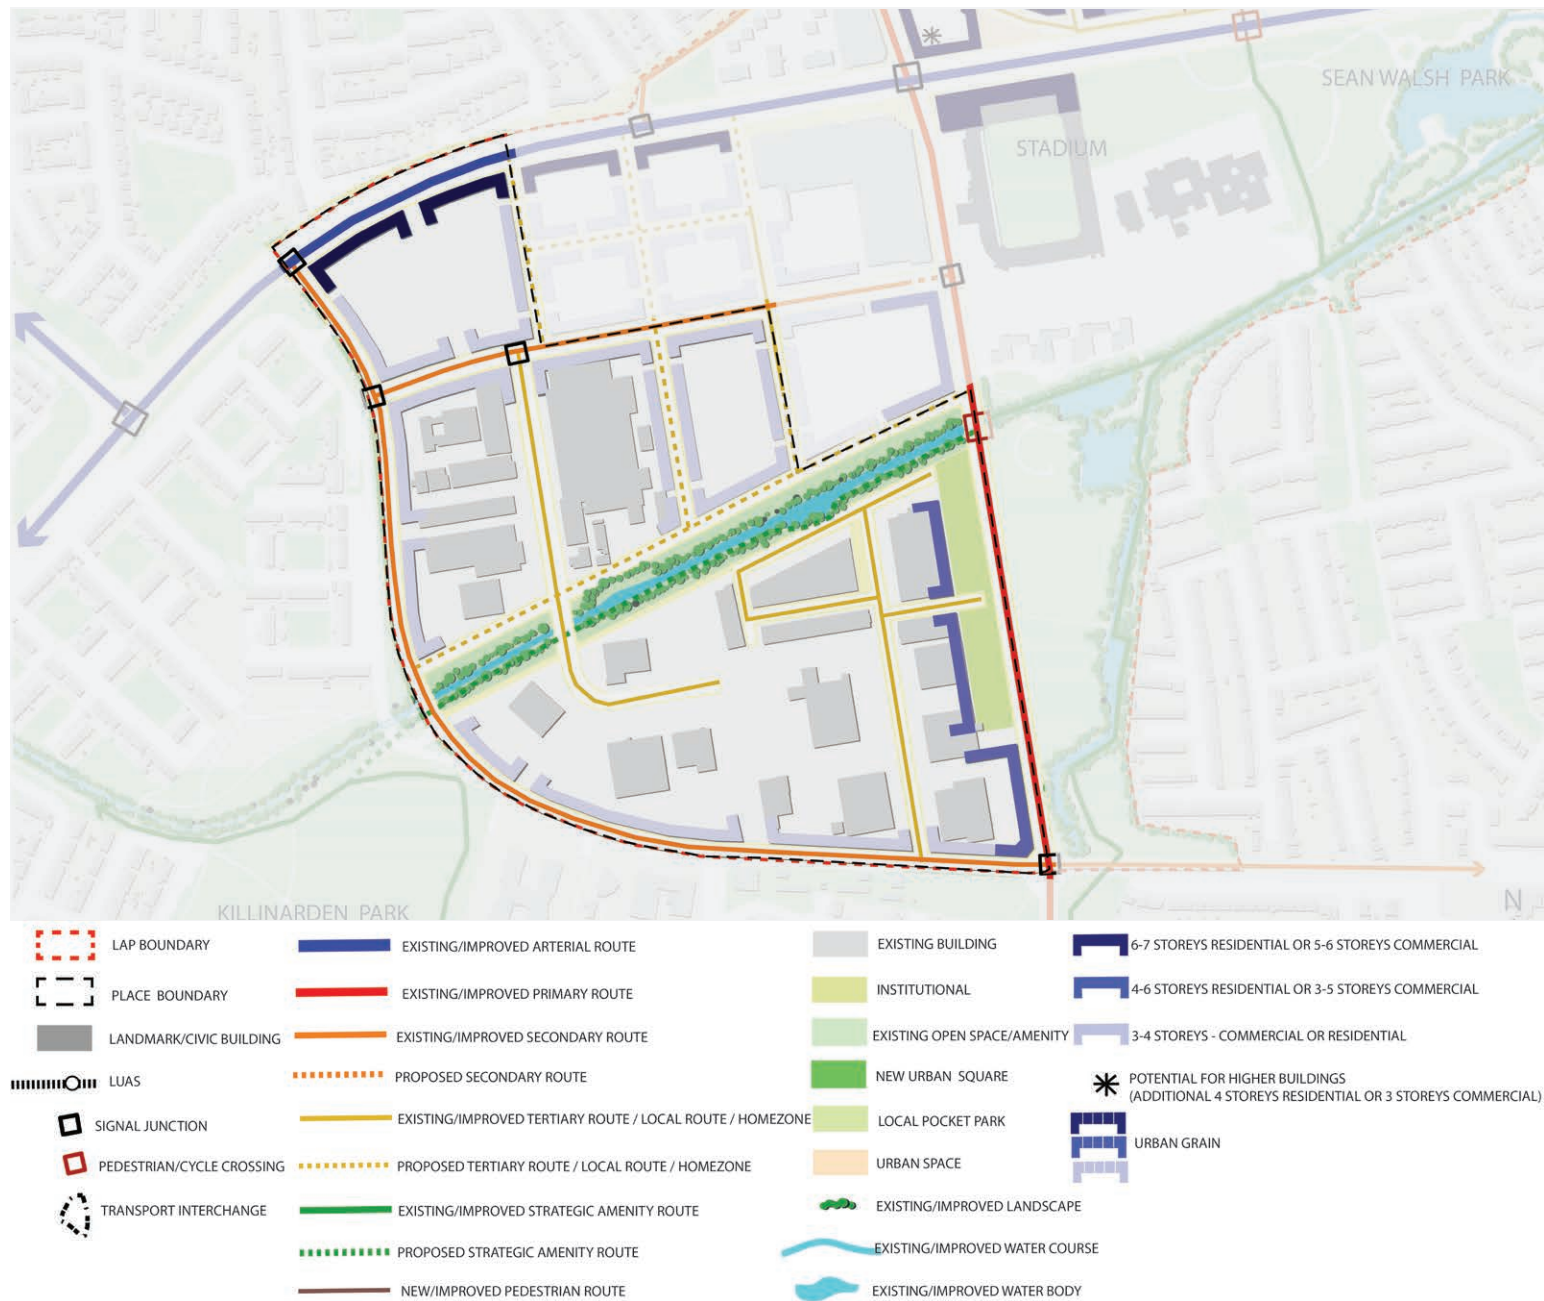 SEAN WALSH PARK
STADIUM
KILLINARDEN PARK
N
LAP BOUNDARY
PLACE BOUNDARY
LANDMARK/CIVIC BUILDING
LUAS
SIGNAL JUNCTION
PEDESTRIAN/CYCLE CROSSING
TRANSPORT INTERCHANGE
EXISTING/IMPROVED ARTERIAL ROUTE
EXISTING/IMPROVED PRIMARY ROUTE
EXISTING/IMPROVED SECONDARY ROUTE
PROPOSED SECONDARY ROUTE
EXISTING/IMPROVED TERTIARY ROUTE / LOCAL ROUTE / HOMEZONE
PROPOSED TERTIARY ROUTE / LOCAL ROUTE / HOMEZONE
EXISTING/IMPROVED STRATEGIC AMENITY ROUTE
PROPOSED STRATEGIC AMENITY ROUTE
NEW/IMPROVED PEDESTRIAN ROUTE
EXISTING BUILDING
INSTITUTIONAL
EXISTING OPEN SPACE/AMENITY
NEW URBAN SQUARE
LOCAL POCKET PARK
URBAN SPACE
EXISTING/IMPROVED LANDSCAPE
EXISTING/IMPROVED WATER COURSE
EXISTING/IMPROVED WATER BODY
6-7 STOREYS RESIDENTIAL OR 5-6 STOREYS COMMERCIAL
4-6 STOREYS RESIDENTIAL OR 3-5 STOREYS COMMERCIAL
3-4 STOREYS - COMMERCIAL OR RESIDENTIAL
POTENTIAL FOR HIGHER BUILDINGS
(ADDITIONAL 4 STOREYS RESIDENTIAL OR 3 STOREYS COMMERCIAL)
URBAN GRAIN